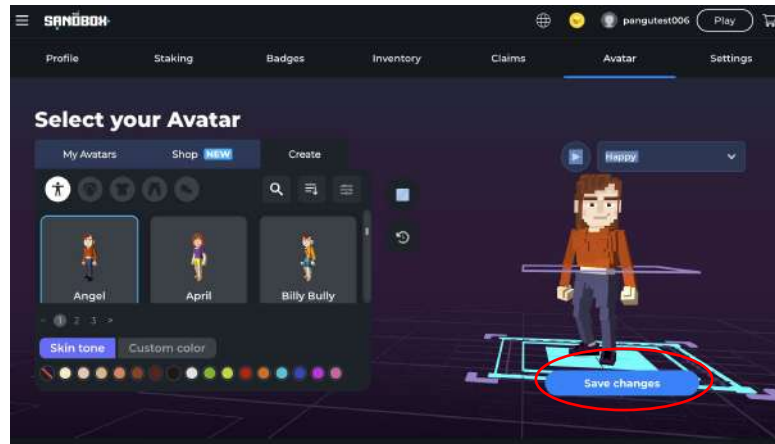 SANDBOX
pangutest006
Play
Profile
Staking
Badges
Inventory
Claims
Avatar
Settings
Select your Avatar
My Avatars
Shop NEW
Create
Happy
Angel
April
Billy Bully
< 1 2 3 >
Skin tone
Custom color
Save changes